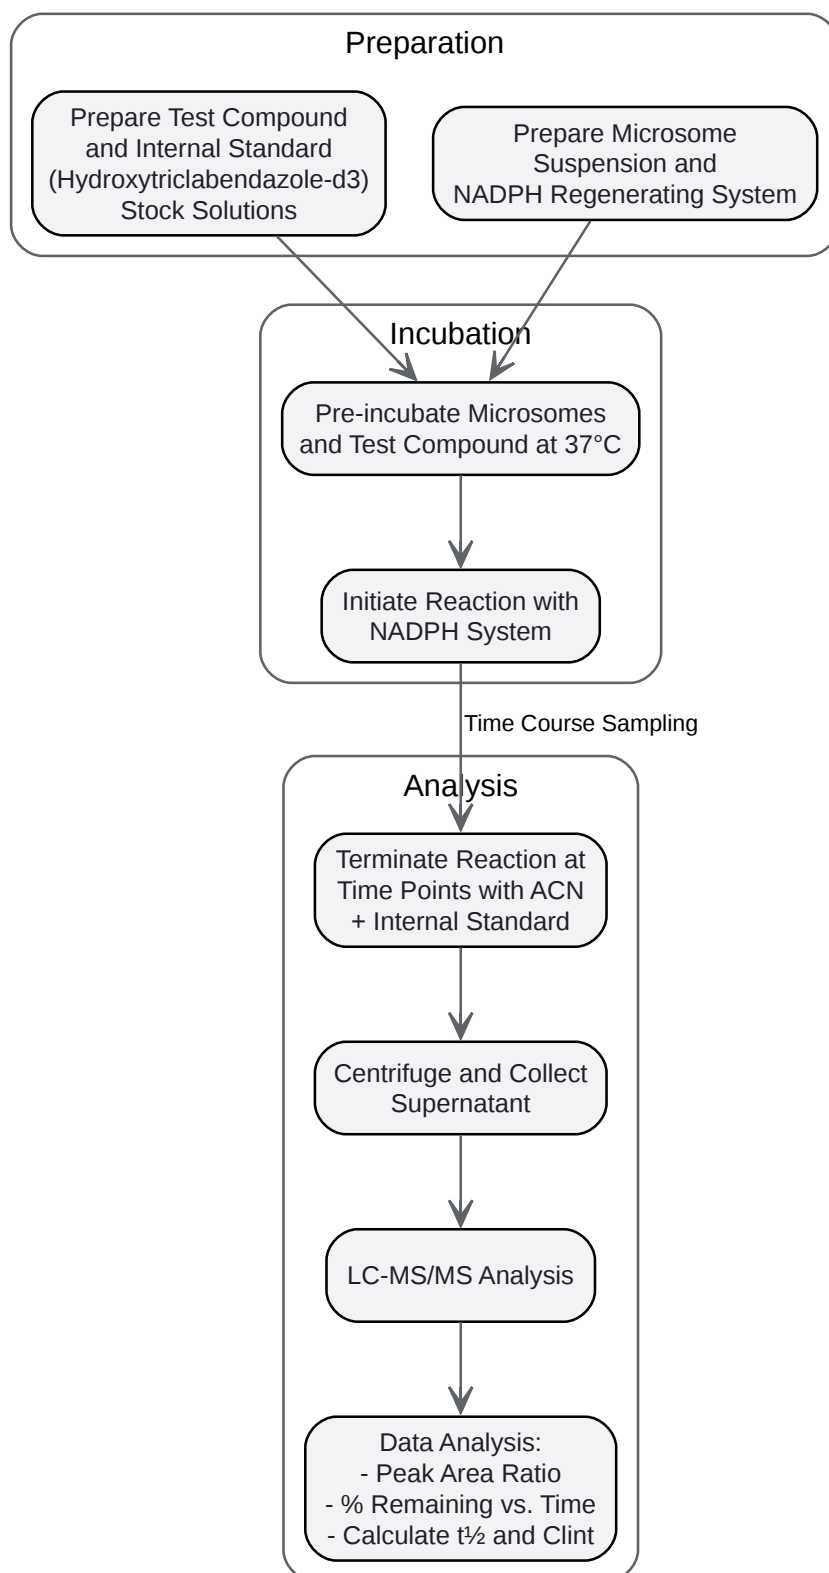 Preparation
Prepare Test Compound
and Internal Standard
(Hydroxytriclabendazole-d3)
Stock Solutions
Prepare Microsome
Suspension and
NADPH Regenerating System
Incubation
Pre-incubate Microsomes
and Test Compound at 37°C
Initiate Reaction with
NADPH System
Time Course Sampling
Analysis
Terminate Reaction at
Time Points with ACN
+ Internal Standard
Centrifuge and Collect
Supernatant
LC-MS/MS Analysis
Data Analysis:
- Peak Area Ratio
- % Remaining vs. Time
- Calculate t½ and Clint